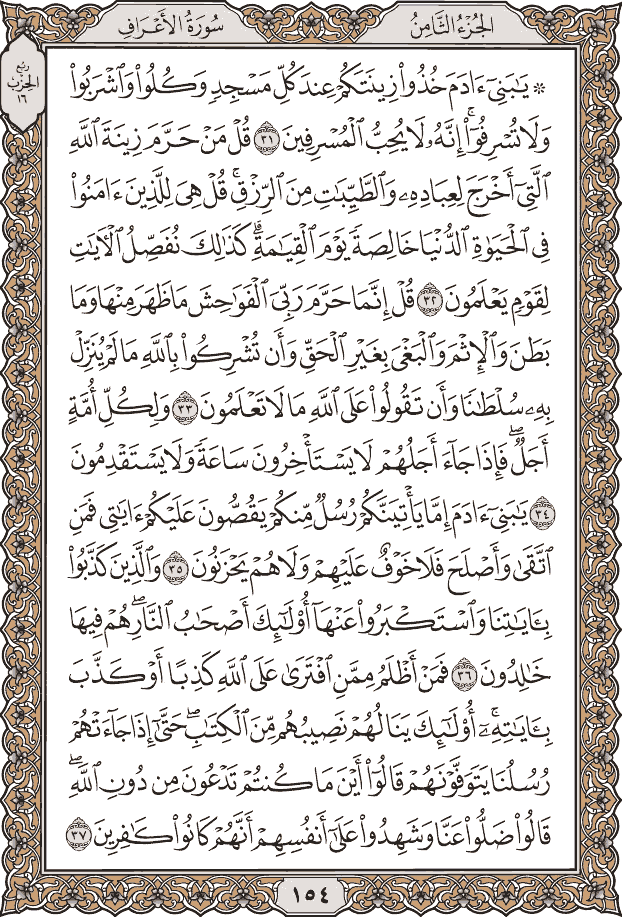 الجُزْءُ الثَّامِنُ
سُورَةُ الأَعْرَافِ
رُبع
الحِزْب
١٦
۞ يَٰبَنِيٓ ءَادَمَ خُذُواْ زِينَتَكُمۡ عِندَ كُلِّ مَسۡجِدٖ وَكُلُواْ وَٱشۡرَبُواْ
وَلَا تُسۡرِفُوٓاْۚ إِنَّهُۥ لَا يُحِبُّ ٱلۡمُسۡرِفِينَ ٣١ قُلۡ مَنۡ حَرَّمَ زِينَةَ ٱللَّهِ
ٱلَّتِيٓ أَخۡرَجَ لِعِبَادِهِۦ وَٱلطَّيِّبَٰتِ مِنَ ٱلرِّزۡقِۚ قُلۡ هِيَ لِلَّذِينَ ءَامَنُواْ
فِي ٱلۡحَيَوٰةِ ٱلدُّنۡيَا خَالِصَةٗ يَوۡمَ ٱلۡقِيَٰمَةِۗ كَذَٰلِكَ نُفَصِّلُ ٱلۡأٓيَٰتِ
لِقَوۡمٖ يَعۡلَمُونَ ٣٢ قُلۡ إِنَّمَا حَرَّمَ رَبِّيَ ٱلۡفَوَٰحِشَ مَا ظَهَرَ مِنۡهَا وَمَا
بَطَنَ وَٱلۡإِثۡمَ وَٱلۡبَغۡيَ بِغَيۡرِ ٱلۡحَقِّ وَأَن تُشۡرِكُواْ بِٱللَّهِ مَا لَمۡ يُنَزِّلۡ
بِهِۦ سُلۡطَٰنٗا وَأَن تَقُولُواْ عَلَى ٱللَّهِ مَا لَا تَعۡلَمُونَ ٣٣ وَلِكُلِّ أُمَّةٍ
أَجَلٞۖ فَإِذَا جَآءَ أَجَلُهُمۡ لَا يَسۡتَأۡخِرُونَ سَاعَةٗ وَلَا يَسۡتَقۡدِمُونَ
٣٤ يَٰبَنِيٓ ءَادَمَ إِمَّا يَأۡتِيَنَّكُمۡ رُسُلٞ مِّنكُمۡ يَقُصُّونَ عَلَيۡكُمۡ ءَايَٰتِي فَمَنِ
ٱتَّقَىٰ وَأَصۡلَحَ فَلَا خَوۡفٌ عَلَيۡهِمۡ وَلَا هُمۡ يَحۡزَنُونَ ٣٥ وَٱلَّذِينَ كَذَّبُواْ
بِـَٔايَٰتِنَا وَٱسۡتَكۡبَرُواْ عَنۡهَآ أُوْلَٰٓئِكَ أَصۡحَٰبُ ٱلنَّارِۖ هُمۡ فِيهَا
خَٰلِدُونَ ٣٦ فَمَنۡ أَظۡلَمُ مِمَّنِ ٱفۡتَرَىٰ عَلَى ٱللَّهِ كَذِبًا أَوۡ كَذَّبَ
بِـَٔايَٰتِهِۦٓۚ أُوْلَٰٓئِكَ يَنَالُهُمۡ نَصِيبُهُم مِّنَ ٱلۡكِتَٰبِۖ حَتَّىٰٓ إِذَا جَآءَتۡهُمۡ
رُسُلُنَا يَتَوَفَّوۡنَهُمۡ قَالُوٓاْ أَيۡنَ مَا كُنتُمۡ تَدۡعُونَ مِن دُونِ ٱللَّهِۖ
قَالُواْ ضَلُّواْ عَنَّا وَشَهِدُواْ عَلَىٰٓ أَنفُسِهِمۡ أَنَّهُمۡ كَانُواْ كَٰفِرِينَ ٣٧
١٥٤